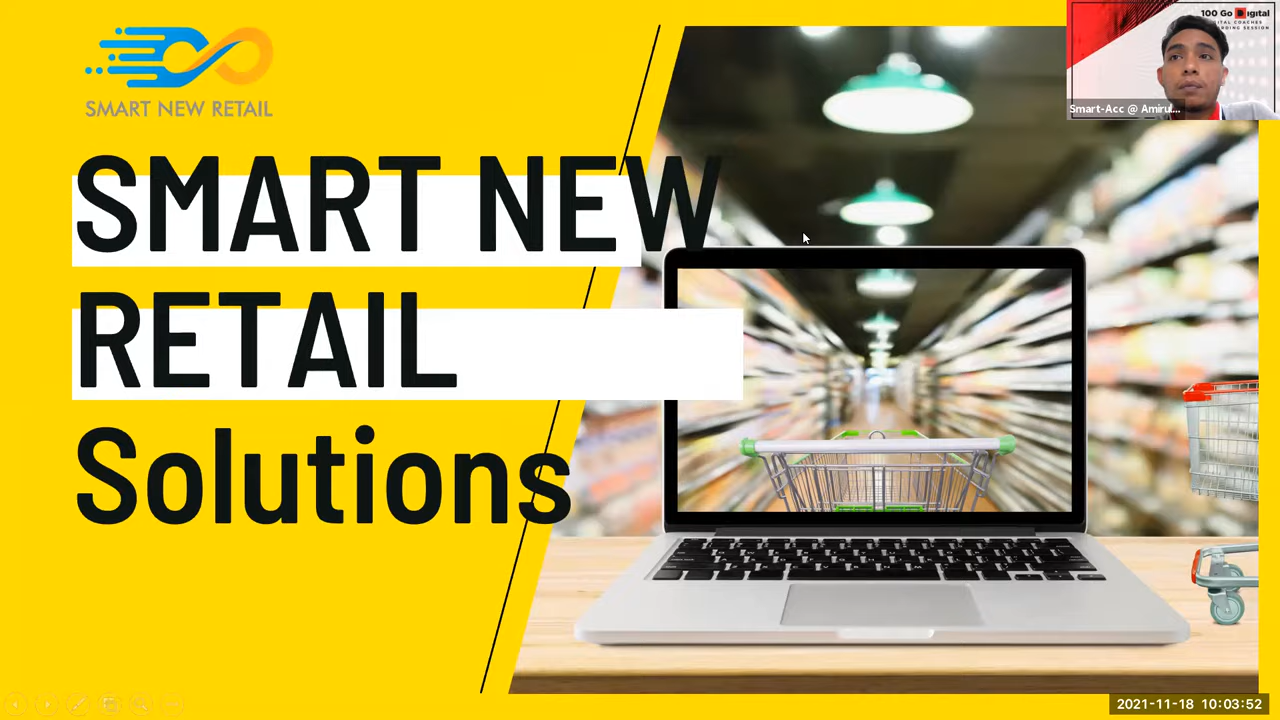 SMART NEW RETAIL
SMART NEW
RETAIL
Solutions
100 Go Digital
Smart-Acc @ Amirul...
2021-11-18 10:03:52